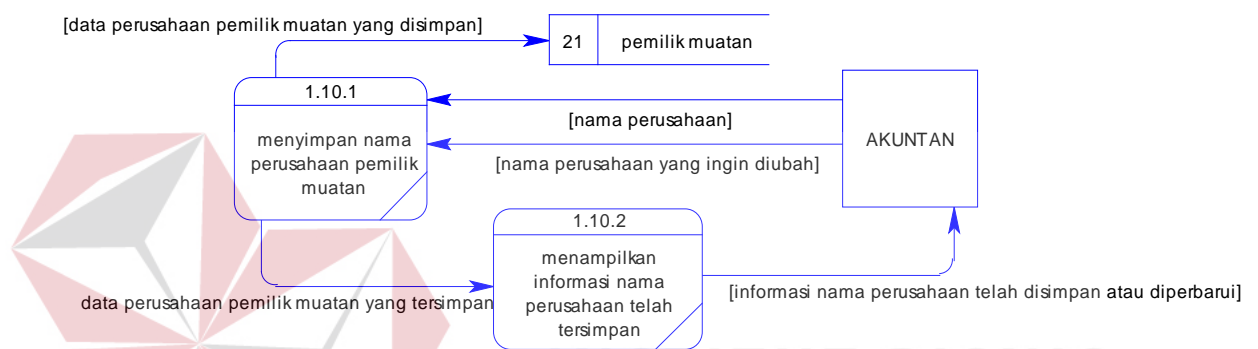 [data perusahaan pemilik muatan yang disimpan]
21 pemilik muatan
1.10.1
menyimpan nama
perusahaan pemilik
muatan
[nama perusahaan]
[nama perusahaan yang ingin diubah]
AKUNTAN
1.10.2
menampilkan
informasi nama
perusahaan telah
tersimpan
data perusahaan pemilik muatan yang tersimpan
[informasi nama perusahaan telah disimpan atau diperbarui]